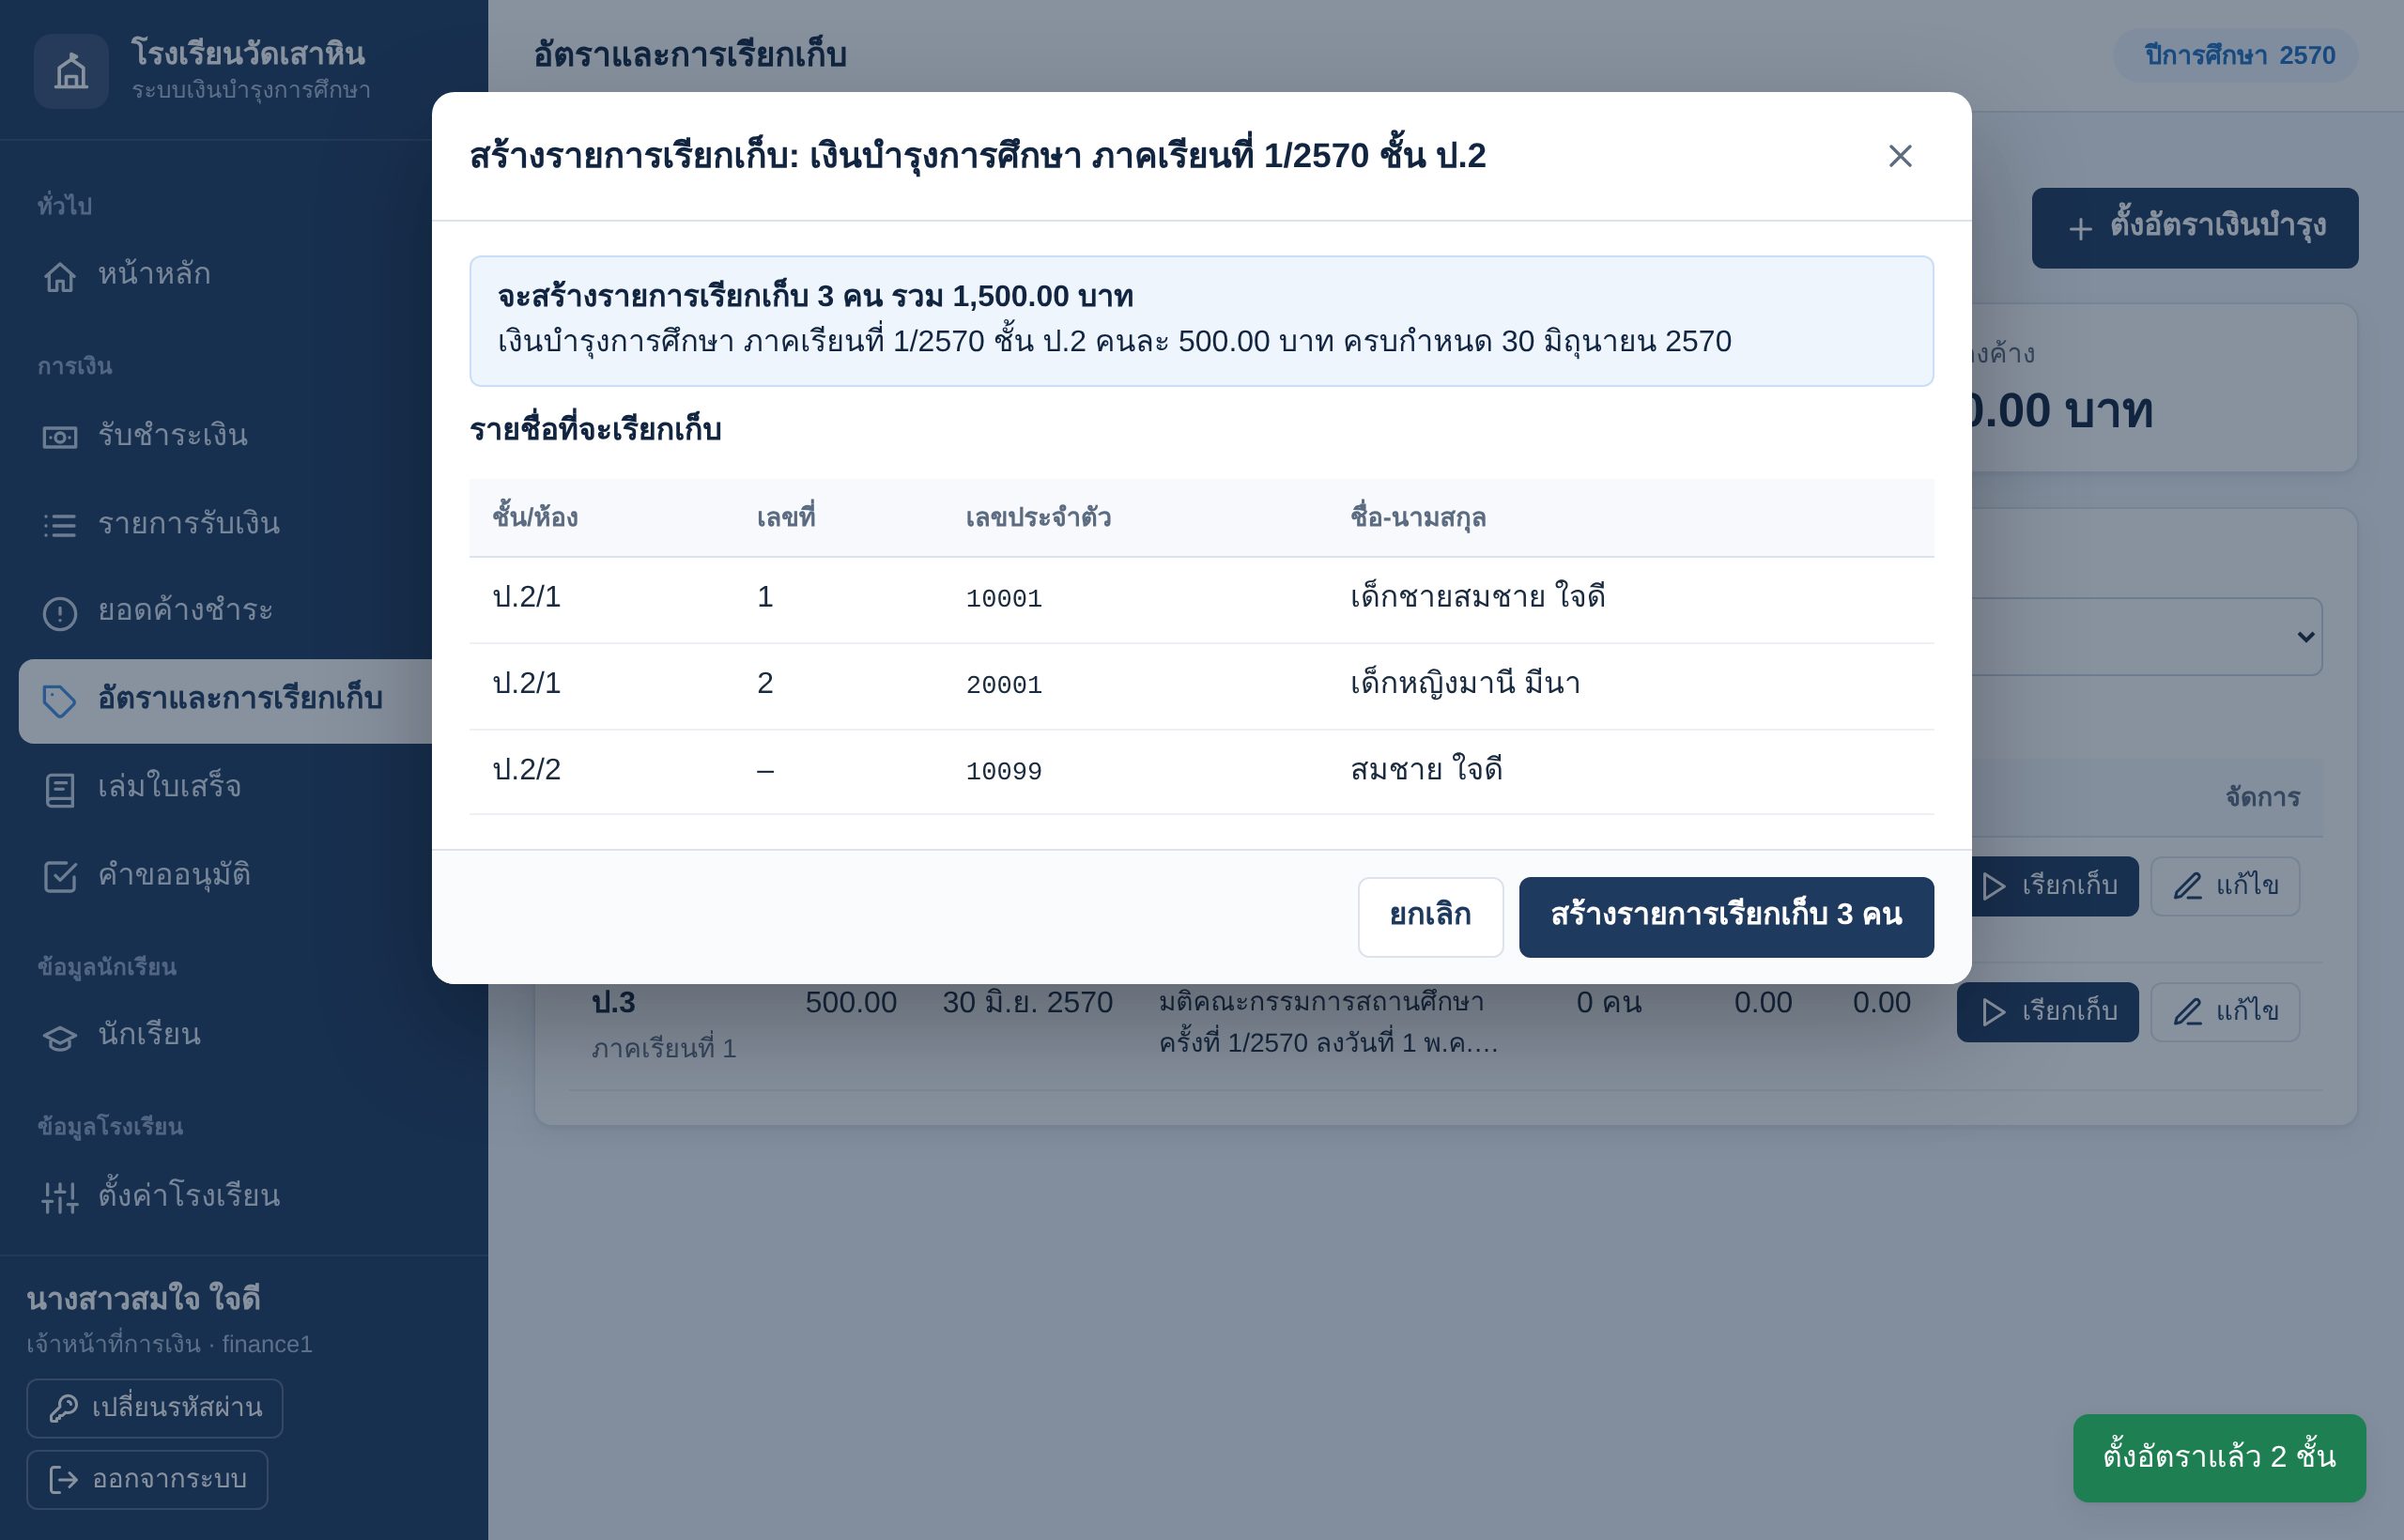 โรงเรียนวัดเสาหิน
ระบบเงินบำรุงการศึกษา
ทั่วไป
หน้าหลัก
การเงิน
รับชำระเงิน
รายการรับเงิน
ยอดค้างชำระ
อัตราและการเรียกเก็บ
เล่มใบเสร็จ
คำขออนุมัติ
ข้อมูลนักเรียน
นักเรียน
ข้อมูลโรงเรียน
ตั้งค่าโรงเรียน
นางสาวสมใจ ใจดี
เจ้าหน้าที่การเงิน · finance1
เปลี่ยนรหัสผ่าน
ออกจากระบบ
อัตราและการเรียกเก็บ
ปีการศึกษา 2570
ตั้งอัตราเงินบำรุง
สร้างรายการเรียกเก็บ: เงินบำรุงการศึกษา ภาคเรียนที่ 1/2570 ชั้น ป.2
จะสร้างรายการเรียกเก็บ 3 คน รวม 1,500.00 บาท
เงินบำรุงการศึกษา ภาคเรียนที่ 1/2570 ชั้น ป.2 คนละ 500.00 บาท ครบกำหนด 30 มิถุนายน 2570
รายชื่อที่จะเรียกเก็บ
ชั้น/ห้อง เลขที่ เลขประจำตัว ชื่อ-นามสกุล
ป.2/1 1 10001 เด็กชายสมชาย ใจดี
ป.2/1 2 20001 เด็กหญิงมานี มีนา
ป.2/2 – 10099 สมชาย ใจดี
ยกเลิก สร้างรายการเรียกเก็บ 3 คน
0.00 บาท
จัดการ
เรียกเก็บ แก้ไข
ป.3 500.00 30 มิ.ย. 2570 มติคณะกรรมการสถานศึกษา 0 คน 0.00 0.00 เรียกเก็บ แก้ไข
ภาคเรียนที่ 1 ครั้งที่ 1/2570 ลงวันที่ 1 พ.ค.…
ตั้งอัตราแล้ว 2 ชั้น